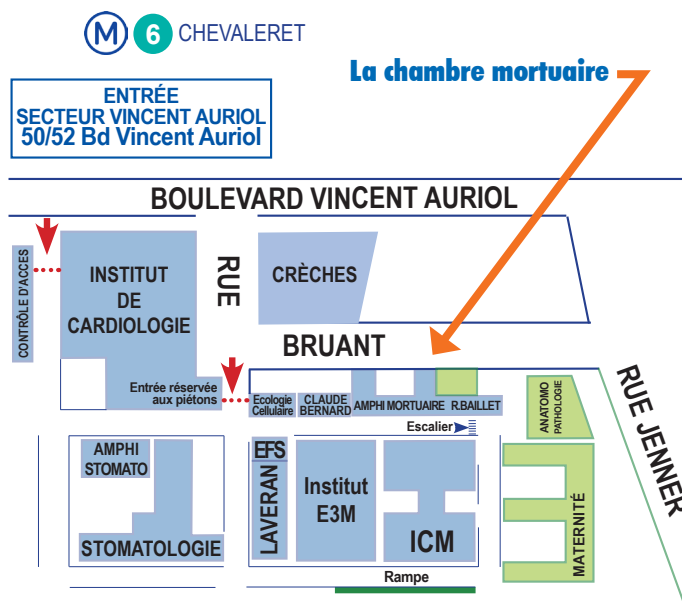 M 6 CHEVALERET
La chambre mortuaire
ENTRÉE
SECTEUR VINCENT AURIOL
50/52 Bd Vincent Auriol
BOULEVARD VINCENT AURIOL
CONTRÔLE D'ACCES
INSTITUT
DE
CARDIOLOGIE
RUE
CRÈCHES
BRUANT
RUE JENNER
Entrée réservée
aux piétons
Ecologie
Cellulaire
CLAUDE
BERNARD
AMPHI MORTUAIRE
R.BAILLET
ANATOMO
PATHOLOGIE
Escalier
AMPHI
STOMATO
STOMATOLOGIE
EFS
LAVERAN
Institut
E3M
ICM
MATERNITÉ
Rampe